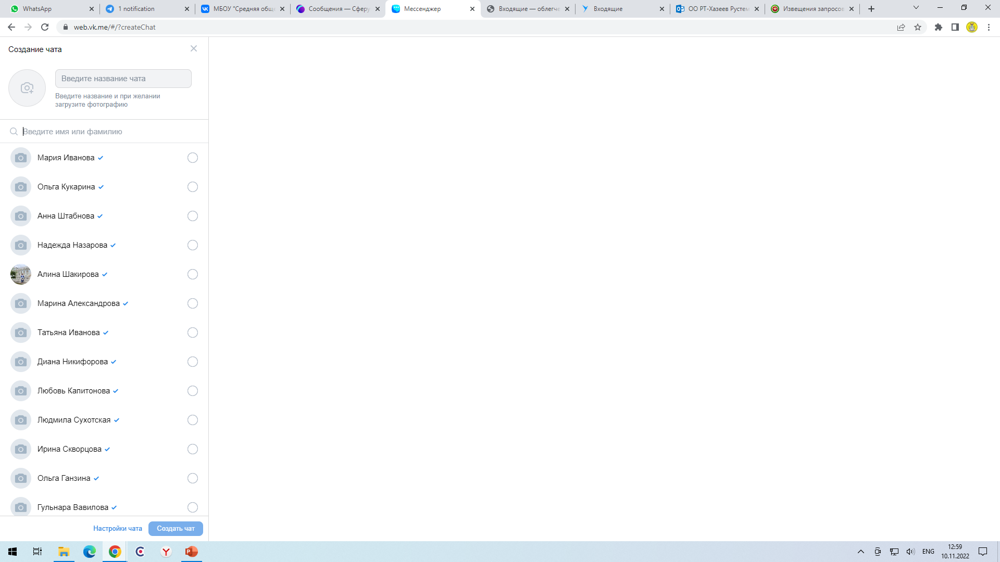 WhatsApp
1 notification
МБОУ "Средняя обще
Сообщения — Сферу
Мессенджер
Входящие — облегче
Входящие
ОО РТ-Хазеев Рустем
Извещения запросов
web.vk.me/#/?createChat
Создание чата
Введите название чата
Введите название и при желании
загрузите фотографию
Введите имя или фамилию
Мария Иванова
Ольга Кукарина
Анна Штабнова
Надежда Назарова
Алина Шакирова
Марина Александрова
Татьяна Иванова
Диана Никифорова
Любовь Капитонова
Людмила Сухотская
Ирина Скворцова
Ольга Ганзина
Гульнара Вавилова
Настройки чата
Создать чат
ENG
12:59
10.11.2022